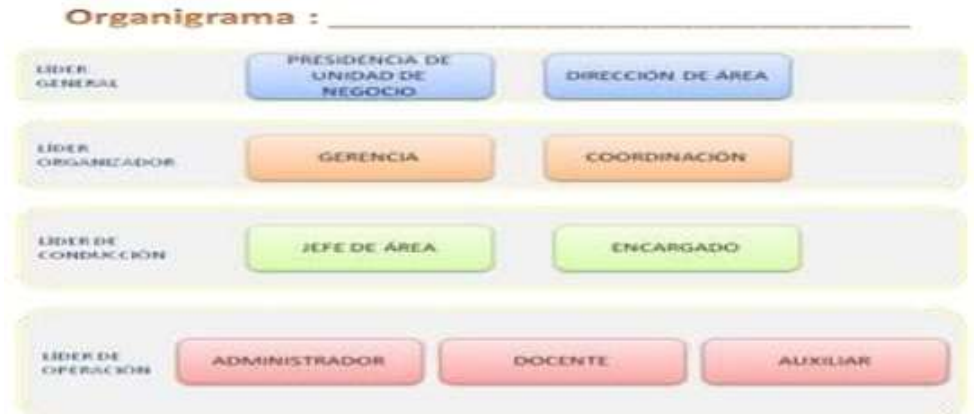 Organigrama : ______________________
LÍDER
GENERAL
PRESIDENCIA DE
UNIDAD DE
NEGOCIO
DIRECCIÓN DE ÁREA
LÍDER
ORGANIZADOR
GERENCIA
COORDINACIÓN
LÍDER DE
CONDUCCIÓN
JEFE DE ÁREA
ENCARGADO
LÍDER DE
OPERACIÓN
ADMINISTRADOR
DOCENTE
AUXILIAR